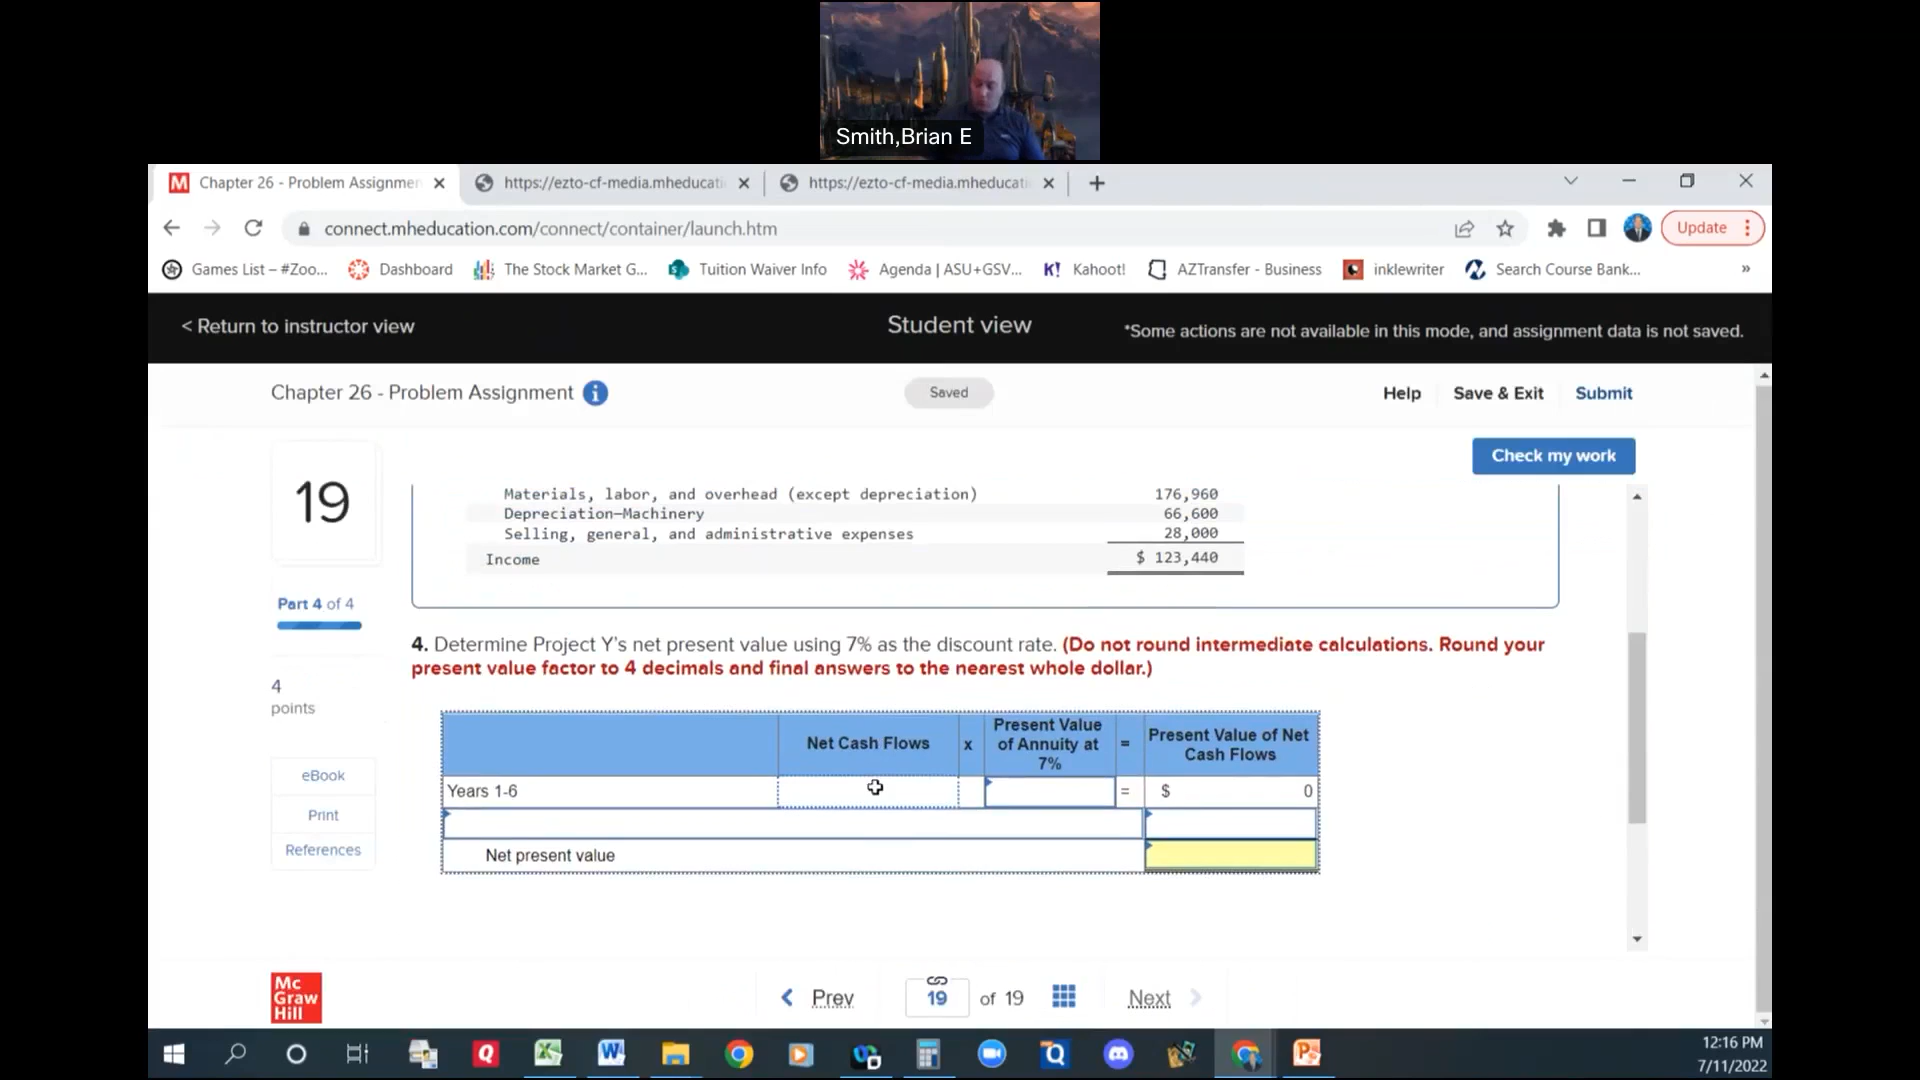 Smith,Brian E
Chapter 26 - Problem Assignmer
https://ezto-cf-media.mheducati
https://ezto-cf-media.mheducati
connect.mheducation.com/connect/container/launch.htm
Update
Games List – #Zoo...
Dashboard
The Stock Market G...
Tuition Waiver Info
Agenda | ASU+GSV...
K! Kahoot!
AZTransfer - Business
inklewriter
Search Course Bank...
»
< Return to instructor view
Student view
*Some actions are not available in this mode, and assignment data is not saved.
Chapter 26 - Problem Assignment
Saved
Help
Save & Exit
Submit
Check my work
19
Part 4 of 4
4
points
eBook
Print
References
Materials, labor, and overhead (except depreciation) 176,960
Depreciation—Machinery 66,600
Selling, general, and administrative expenses 28,000
Income $ 123,440
4. Determine Project Y's net present value using 7% as the discount rate. (Do not round intermediate calculations. Round your
present value factor to 4 decimals and final answers to the nearest whole dollar.)
Net Cash Flows x Present Value of Annuity at 7% = Present Value of Net Cash Flows
Years 1-6 = $ 0
Net present value
Mc
Graw
Hill
Prev
19 of 19
Next
12:16 PM
7/11/2022